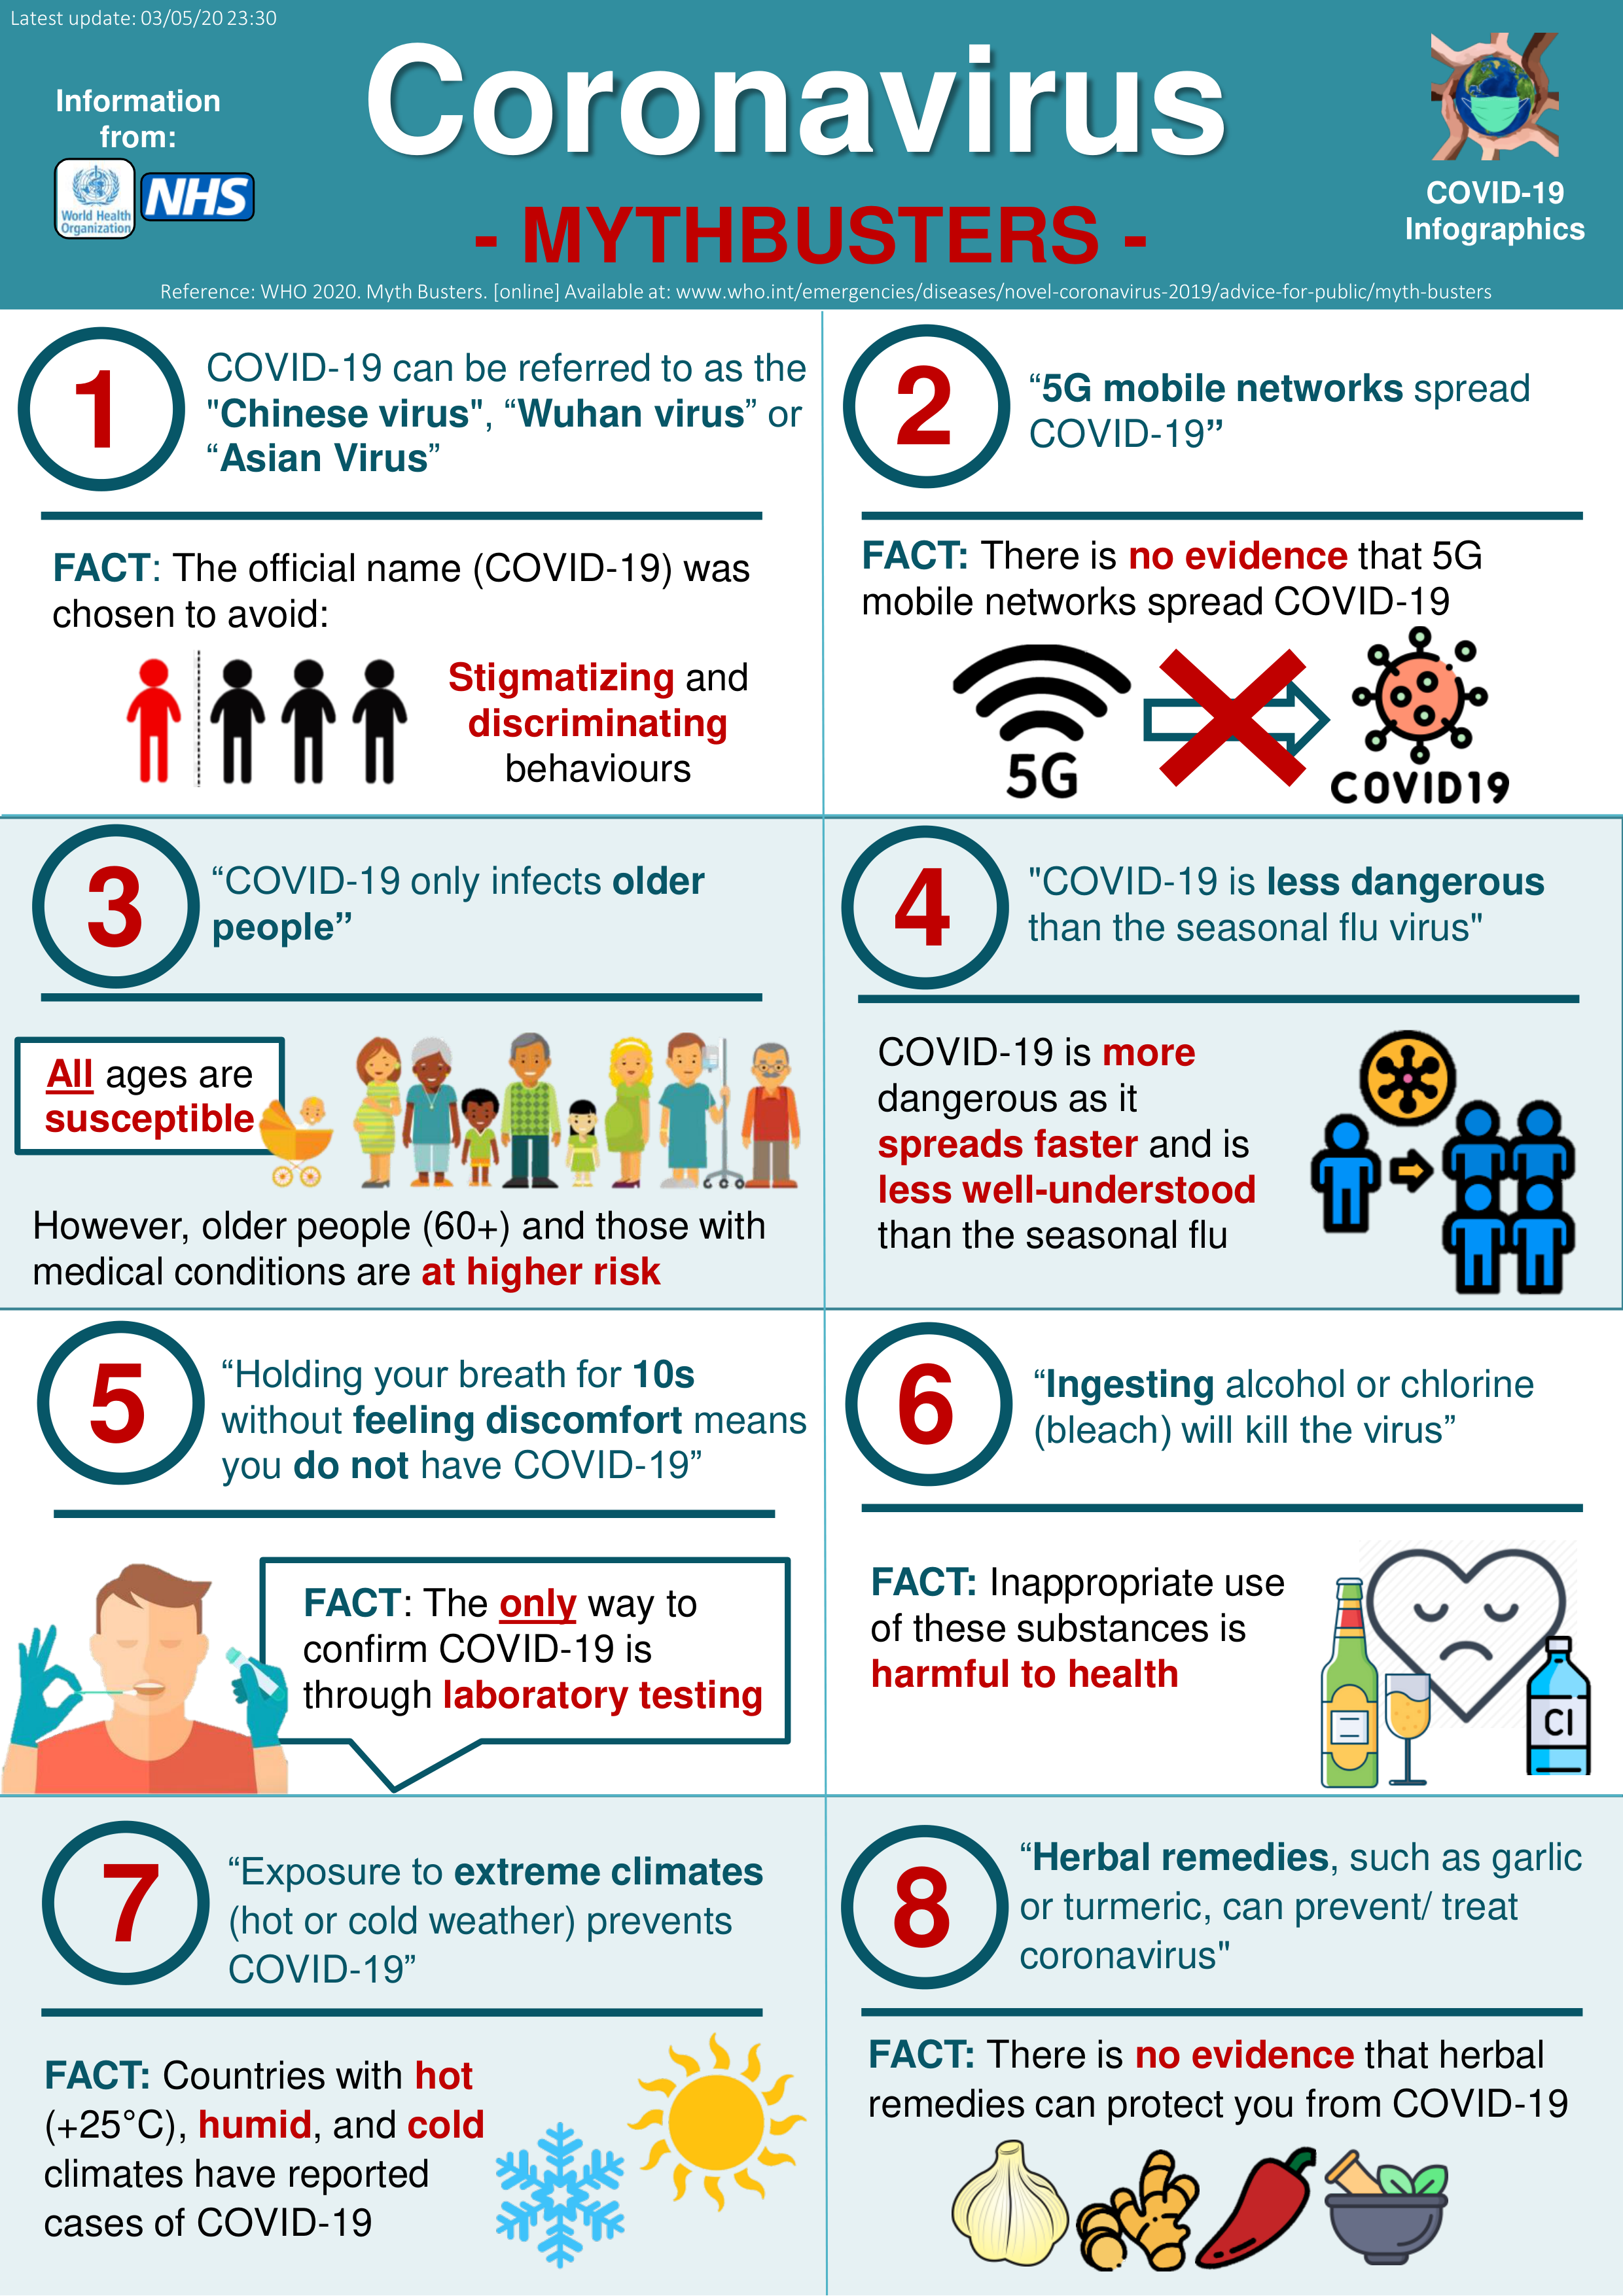 Latest update: 03/05/20 23:30
Information
from:
World Health
Organization
NHS
Coronavirus
- MYTHBUSTERS -
COVID-19
Infographics
Reference: WHO 2020. Myth Busters. [online] Available at: www.who.int/emergencies/diseases/novel-coronavirus-2019/advice-for-public/myth-busters
1
COVID-19 can be referred to as the
"Chinese virus", “Wuhan virus” or
“Asian Virus”
FACT: The official name (COVID-19) was
chosen to avoid:
Stigmatizing and
discriminating
behaviours
2
“5G mobile networks spread
COVID-19”
FACT: There is no evidence that 5G
mobile networks spread COVID-19
5G
COVID19
3
“COVID-19 only infects older
people”
All ages are
susceptible
However, older people (60+) and those with
medical conditions are at higher risk
4
"COVID-19 is less dangerous
than the seasonal flu virus"
COVID-19 is more
dangerous as it
spreads faster and is
less well-understood
than the seasonal flu
5
“Holding your breath for 10s
without feeling discomfort means
you do not have COVID-19”
FACT: The only way to
confirm COVID-19 is
through laboratory testing
6
“Ingesting alcohol or chlorine
(bleach) will kill the virus”
FACT: Inappropriate use
of these substances is
harmful to health
Cl
7
“Exposure to extreme climates
(hot or cold weather) prevents
COVID-19”
FACT: Countries with hot
(+25°C), humid, and cold
climates have reported
cases of COVID-19
8
“Herbal remedies, such as garlic
or turmeric, can prevent/ treat
coronavirus"
FACT: There is no evidence that herbal
remedies can protect you from COVID-19